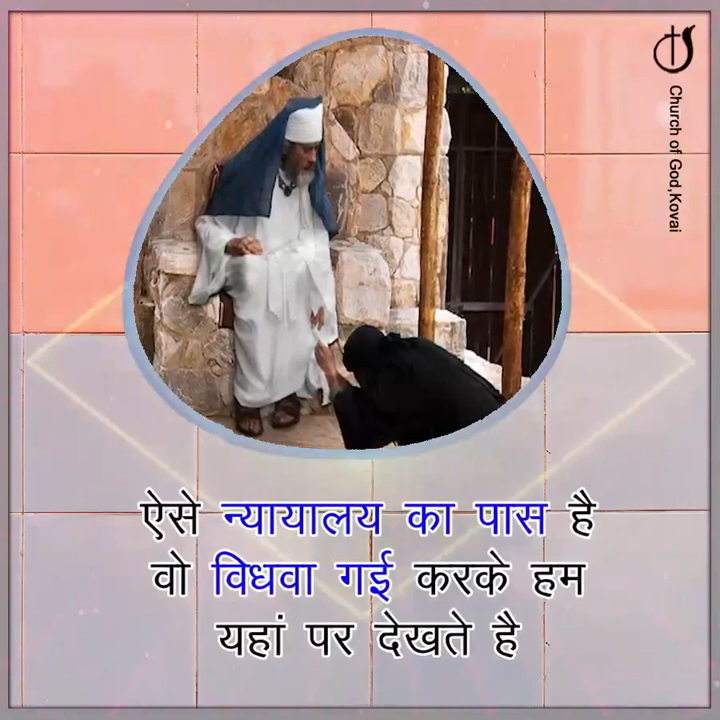 Church of God,Kovai
ऐसे न्यायालय का पास है
वो विधवा गई करके हम
यहां पर देखते है